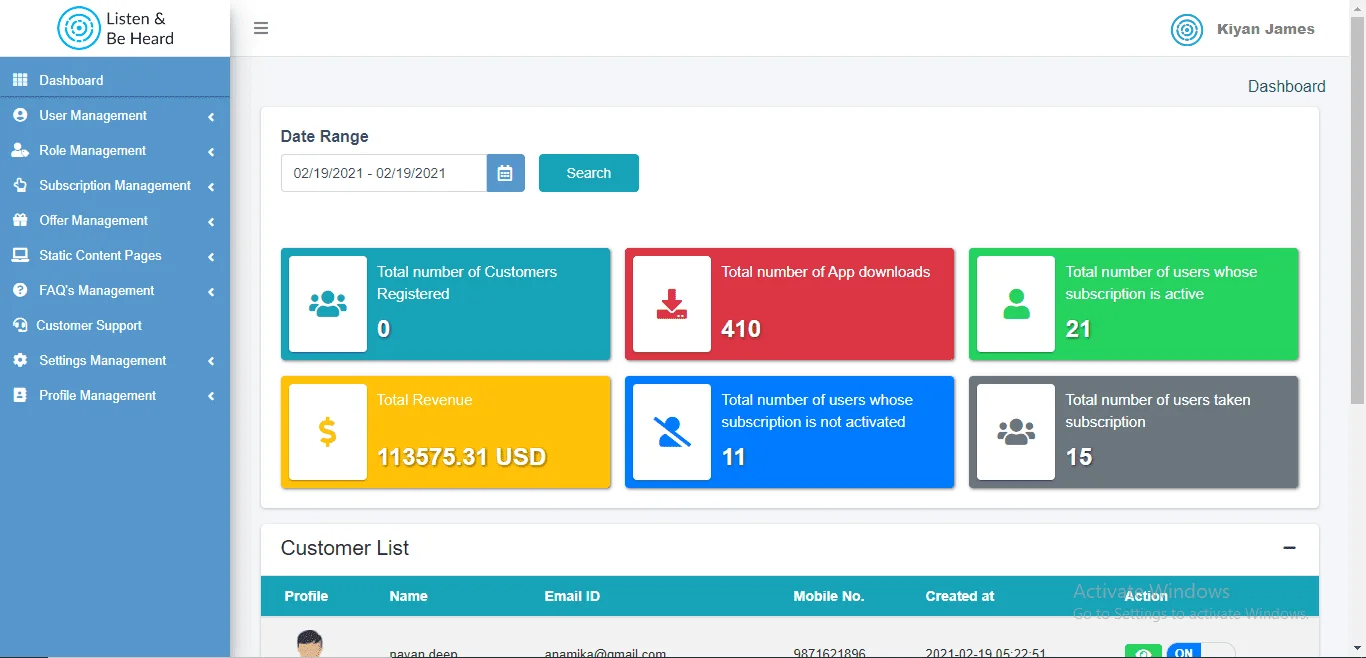 Listen &
Be Heard
Kiyan James
Dashboard
User Management
Role Management
Subscription Management
Offer Management
Static Content Pages
FAQ's Management
Customer Support
Settings Management
Profile Management
Dashboard
Date Range
02/19/2021 - 02/19/2021
Search
Total number of Customers
Registered
0
Total number of App downloads
410
Total number of users whose
subscription is active
21
Total Revenue
113575.31 USD
Total number of users whose
subscription is not activated
11
Total number of users taken
subscription
15
Customer List
Profile Name Email ID Mobile No. Created at Action
Activate Windows
Go to Settings to activate Windows.
navan deep anamika@gmail.com 9871621896 2021-02-19 05:22:51 ON